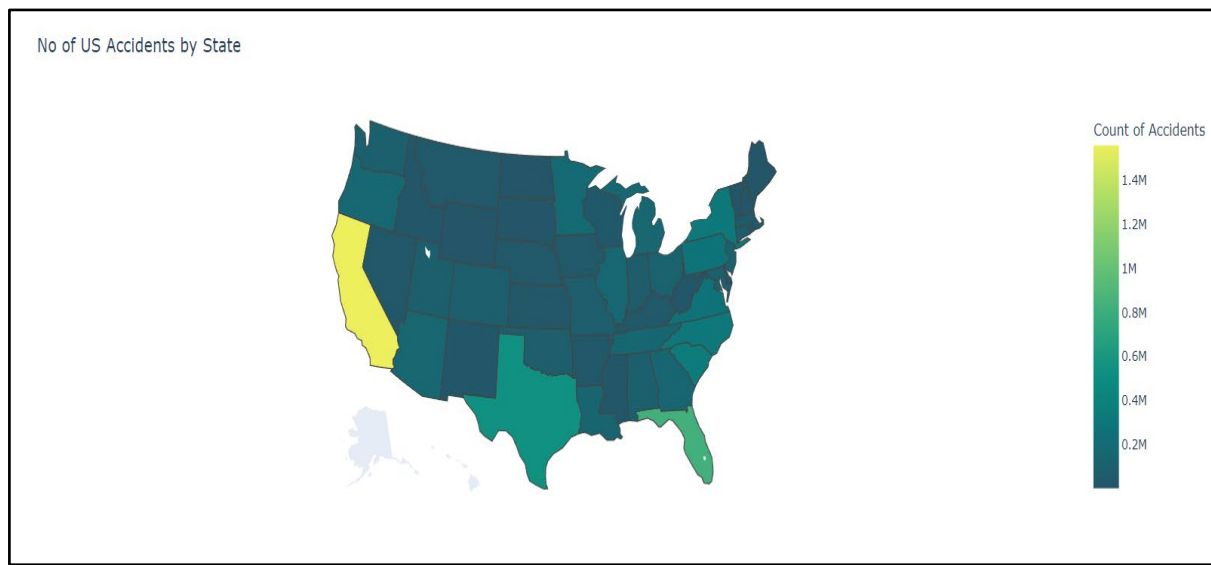 No of US Accidents by State
Count of Accidents
1.4M
1.2M
1M
0.8M
0.6M
0.4M
0.2M